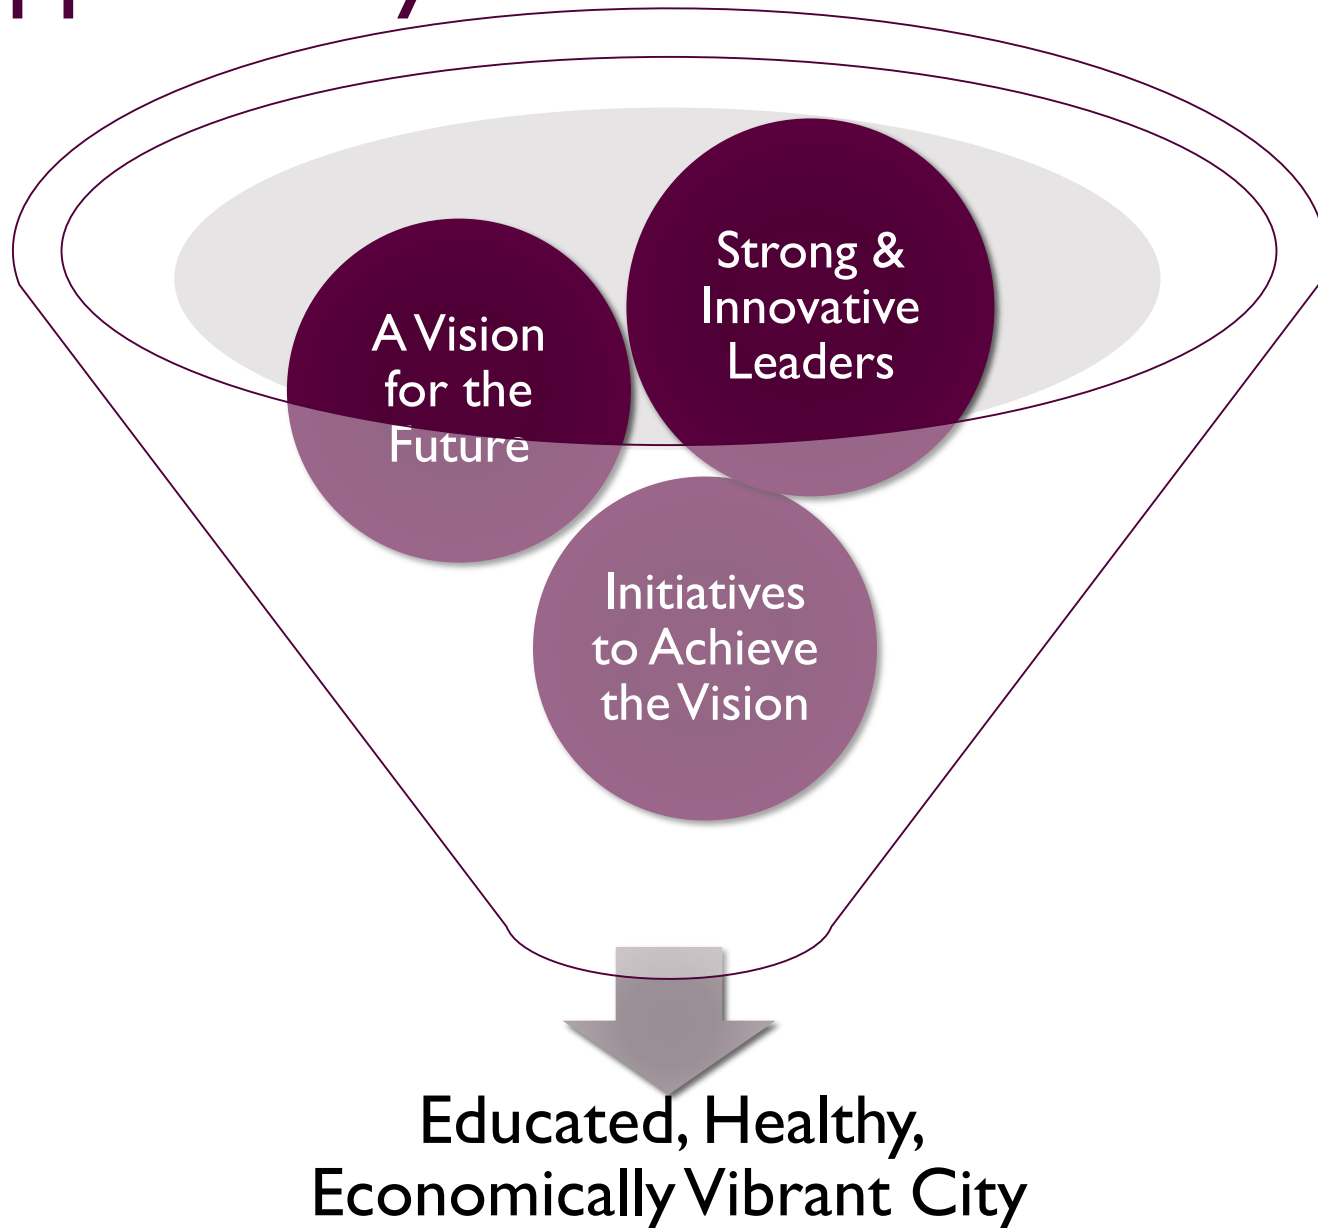 A Vision
for the
Future
Strong &
Innovative
Leaders
Initiatives
to Achieve
the Vision
Educated, Healthy,
Economically Vibrant City